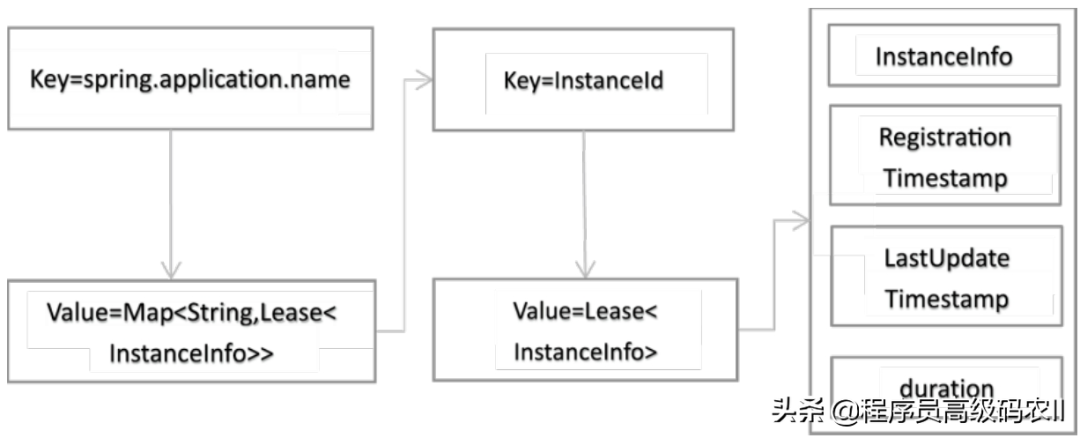 Key=spring.application.name
Value=Map<String,Lease<
InstanceInfo>>
Key=InstanceId
Value=Lease<
InstanceInfo>
InstanceInfo
Registration
Timestamp
LastUpdate
Timestamp
duration
头条 @程序员高级码农II